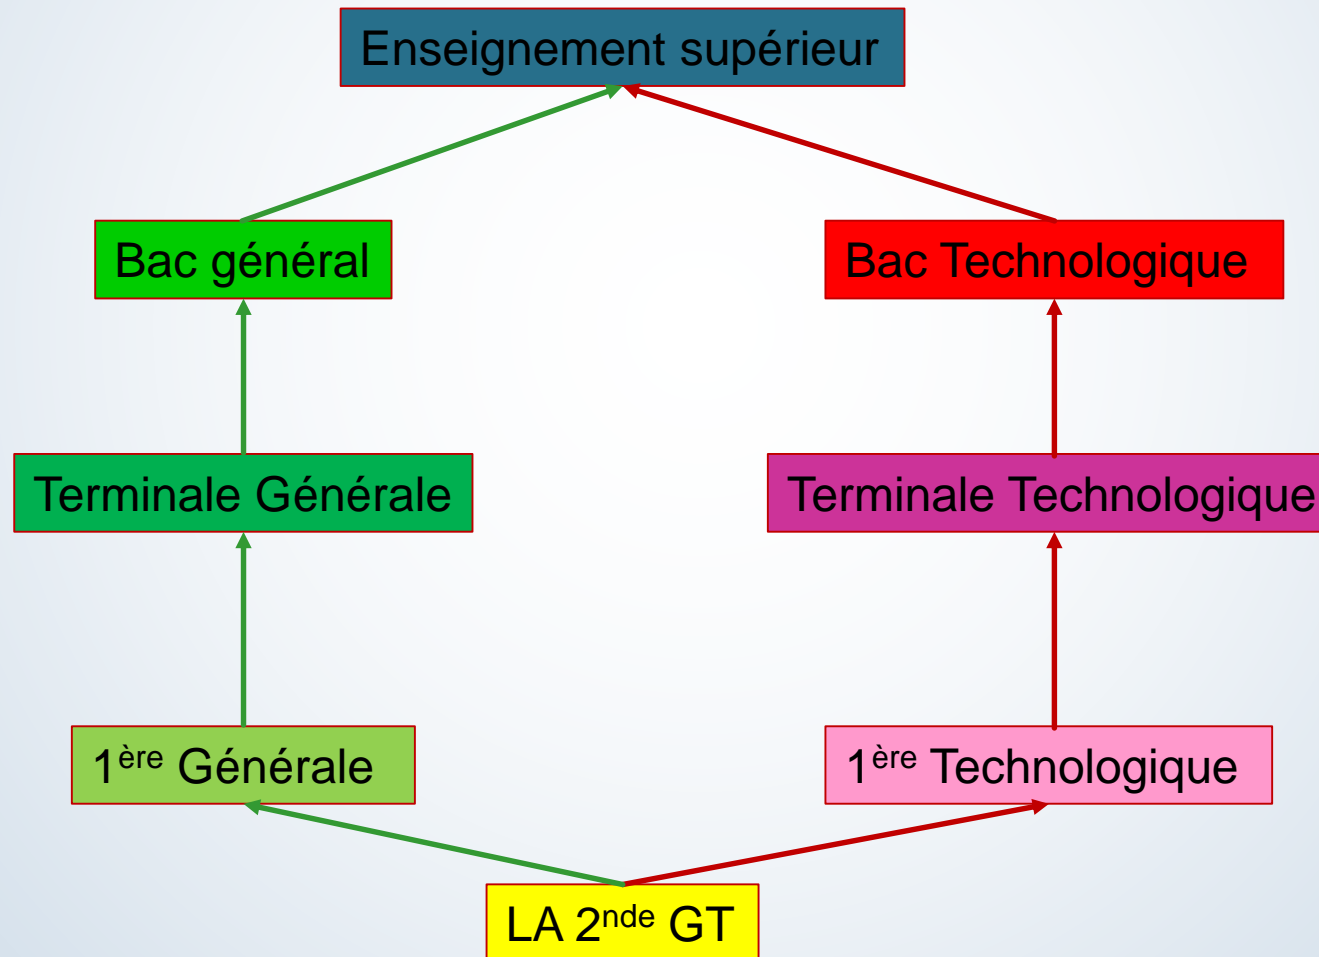 Enseignement supérieur
Bac général
Bac Technologique
Terminale Générale
Terminale Technologique
1ère Générale
1ère Technologique
LA 2nde GT